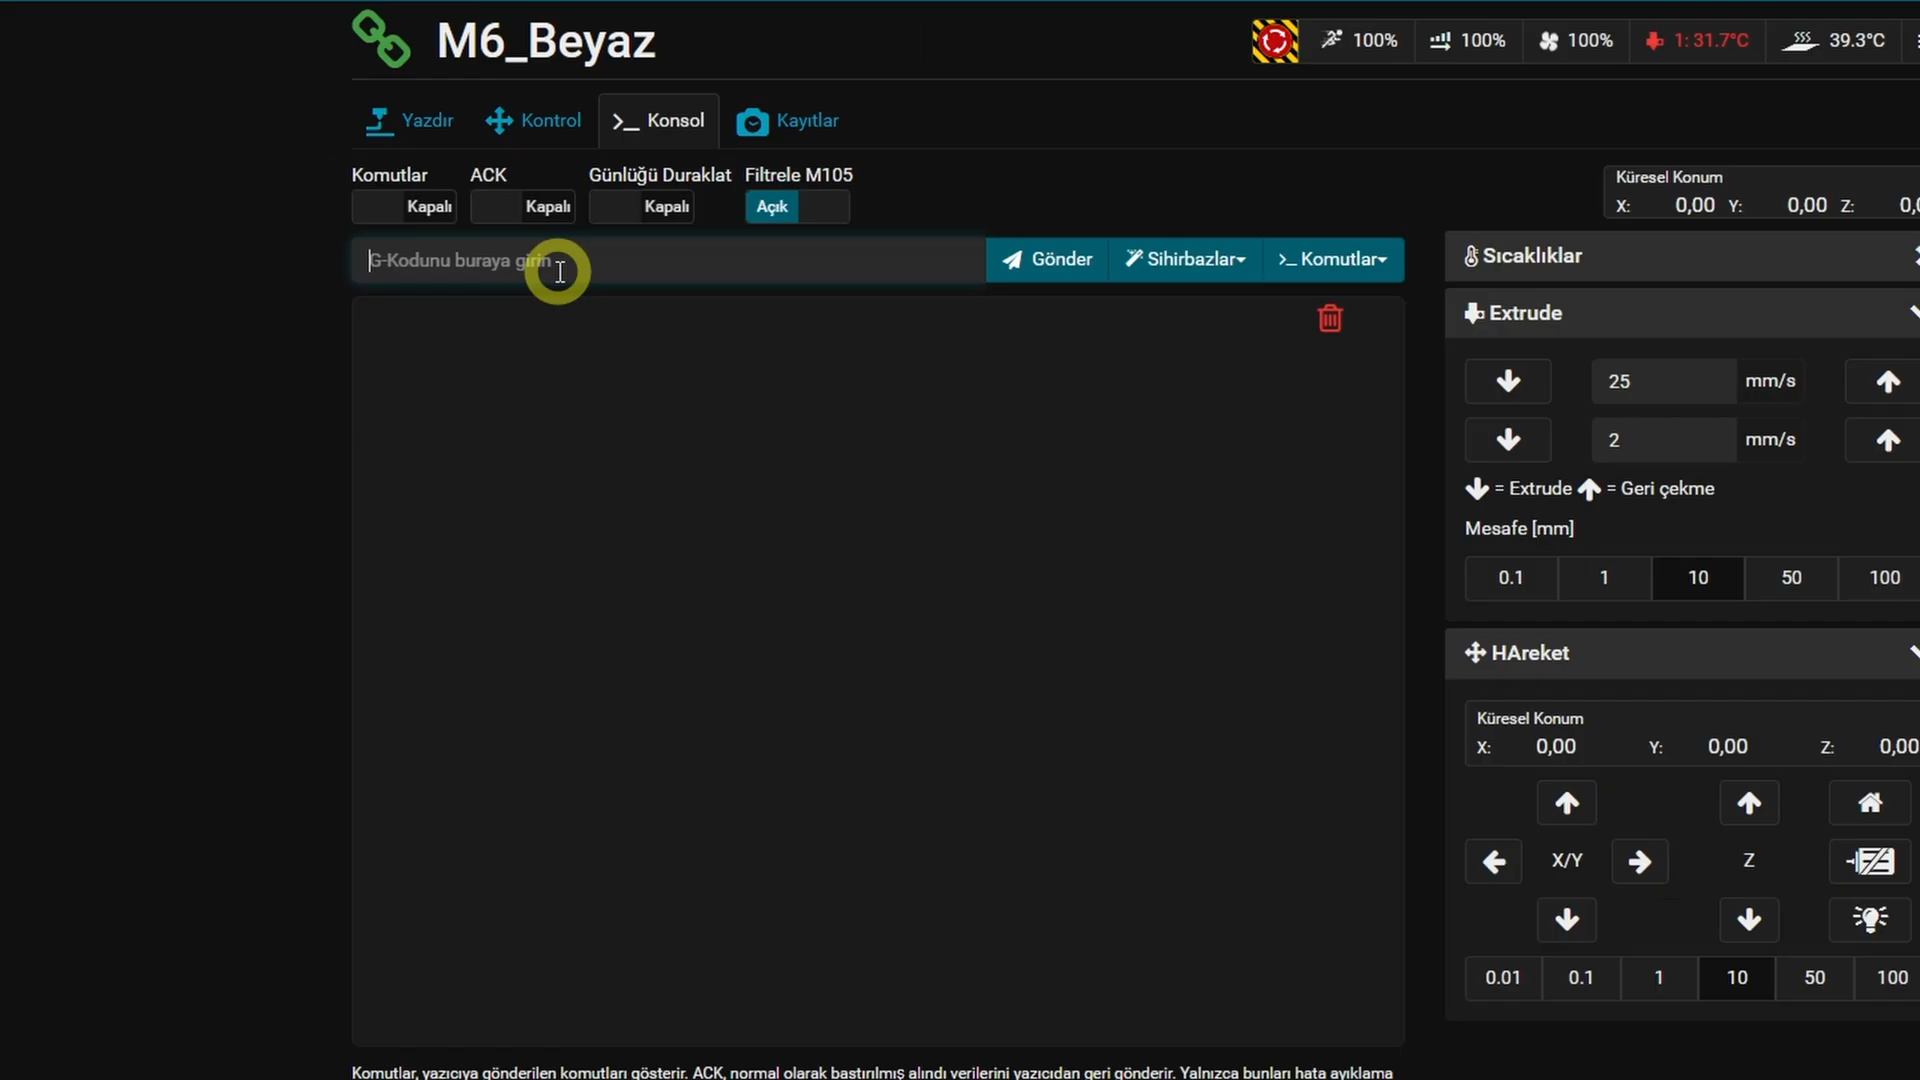 M6_Beyaz
100%
100%
100%
1: 31.7°C
39.3°C
Yazdır
Kontrol
>_ Konsol
Kayıtlar
Komutlar
ACK
Günlüğü Duraklat
Filtrele M105
Kapalı
Kapalı
Kapalı
Açık
G-Kodunu buraya girin
Gönder
Sihirbazlar
>_ Komutlar
Küresel Konum
X: 0,00 Y: 0,00 Z:
Sıcaklıklar
Extrude
25 mm/s
2 mm/s
= Extrude = Geri çekme
Mesafe [mm]
0.1 1 10 50 100
HAreket
Küresel Konum
X: 0,00 Y: 0,00 Z: 0,00
X/Y
Z
0.01 0.1 1 10 50 100
Komutlar, yazıcıya gönderilen komutları gösterir. ACK, normal olarak bastırılmış alındı verilerini yazıcıdan geri gönderir. Yalnızca bunları hata ayıklama